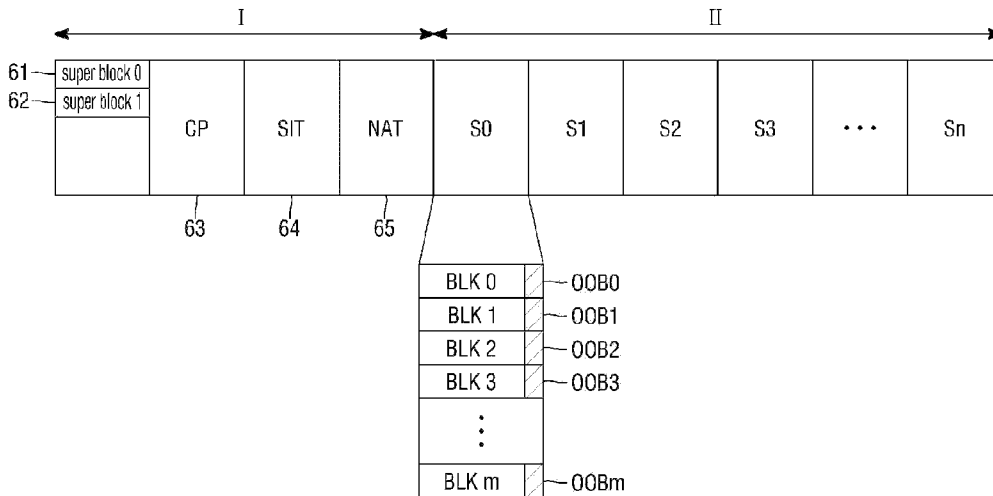 I II
61 super block 0
62 super block 1
CP SIT NAT S0 S1 S2 S3 ··· Sn
63 64 65
BLK 0 OOB0
BLK 1 OOB1
BLK 2 OOB2
BLK 3 OOB3
BLK m OOBm